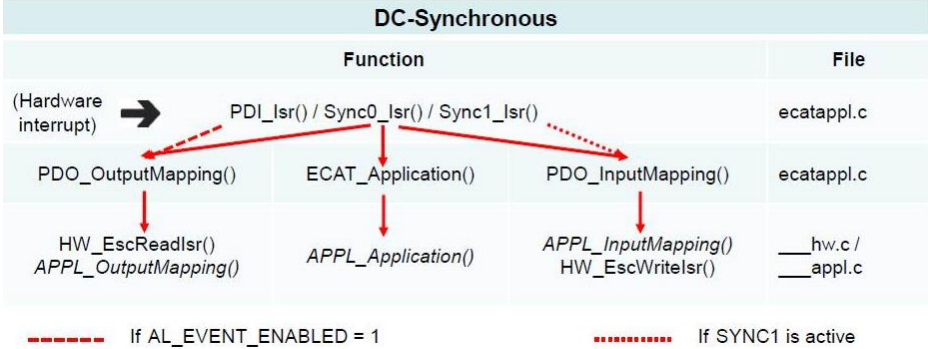 DC-Synchronous
Function File
(Hardware
interrupt) PDI_Isr() / Sync0_Isr() / Sync1_Isr() ecatappl.c
PDO_OutputMapping() ECAT_Application() PDO_InputMapping() ecatappl.c
HW_EscReadIsr() APPL_Application() APPL_InputMapping() ___hw.c /
APPL_OutputMapping() HW_EscWriteIsr() ___appl.c
If AL_EVENT_ENABLED = 1 If SYNC1 is active